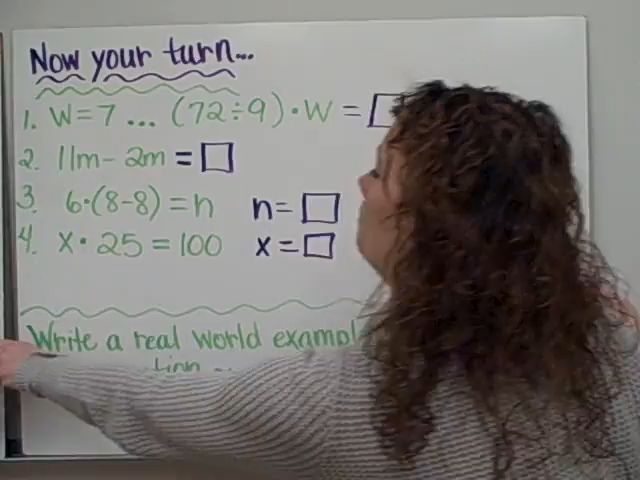 Now your turn...
1. W=7 ... (72÷9)•W = □
2. 11m- 2m = □
3. 6•(8-8)=n n= □
4. x• 25 = 100 x = □
Write a real world